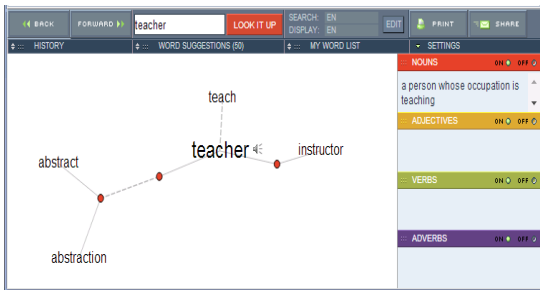 BACK FORWARD teacher LOOK IT UP SEARCH: EN EDIT PRINT SHARE
DISPLAY: EN
HISTORY WORD SUGGESTIONS (50) MY WORD LIST SETTINGS
NOUNS ON OFF
a person whose occupation is
teaching
ADJECTIVES ON OFF
VERBS ON OFF
ADVERBS ON OFF
teach
teacher
instructor
abstract
abstraction